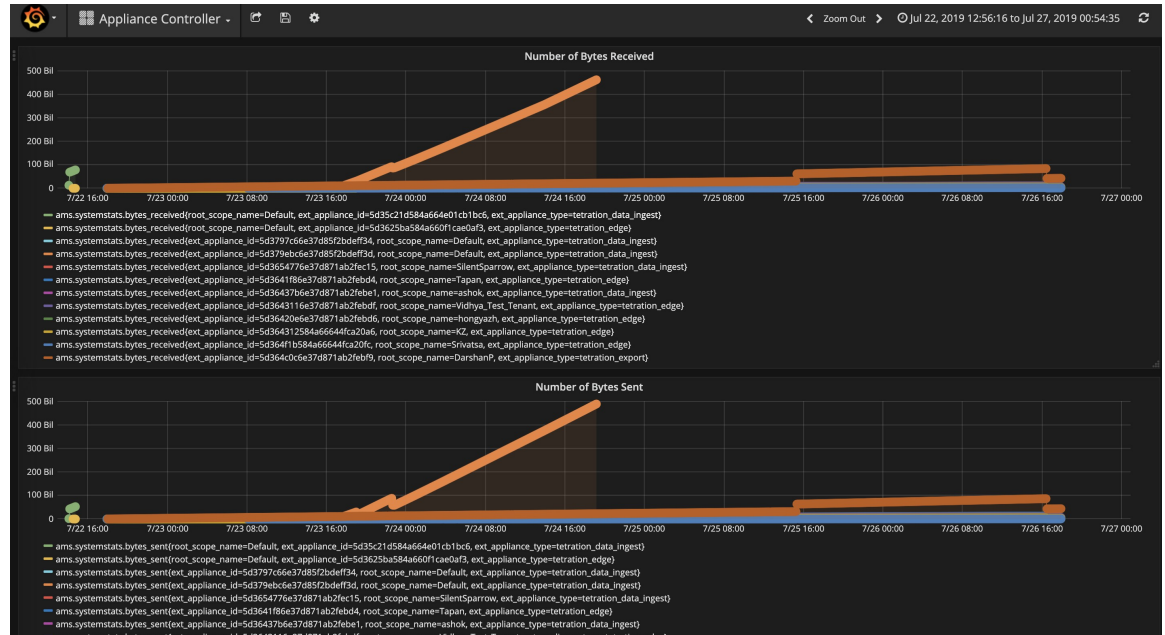 Appliance Controller
Zoom Out
Jul 22, 2019 12:56:16 to Jul 27, 2019 00:54:35
Number of Bytes Received
500 Bil
400 Bil
300 Bil
200 Bil
100 Bil
0
7/22 16:00 7/23 00:00 7/23 08:00 7/23 16:00 7/24 00:00 7/24 08:00 7/24 16:00 7/25 00:00 7/25 08:00 7/25 16:00 7/26 00:00 7/26 08:00 7/26 16:00 7/27 00:00
ams.systemstats.bytes_received{root_scope_name=Default, ext_appliance_id=5d35c21d584a664e01cb1bc6, ext_appliance_type=tetration_data_ingest}
ams.systemstats.bytes_received{root_scope_name=Default, ext_appliance_id=5d3625ba584a660f1cae0af3, ext_appliance_type=tetration_edge}
ams.systemstats.bytes_received{ext_appliance_id=5d3797c66e37d85f2bdeff34, root_scope_name=Default, ext_appliance_type=tetration_data_ingest}
ams.systemstats.bytes_received{ext_appliance_id=5d379ebc6e37d85f2bdeff3d, root_scope_name=Default, ext_appliance_type=tetration_data_ingest}
ams.systemstats.bytes_received{ext_appliance_id=5d3654776e37d871ab2fec15, root_scope_name=SilentSparrow, ext_appliance_type=tetration_data_ingest}
ams.systemstats.bytes_received{ext_appliance_id=5d3641f86e37d871ab2febd4, root_scope_name=Tapan, ext_appliance_type=tetration_edge}
ams.systemstats.bytes_received{ext_appliance_id=5d36437b6e37d871ab2febe1, root_scope_name=ashok, ext_appliance_type=tetration_data_ingest}
ams.systemstats.bytes_received{ext_appliance_id=5d3643116e37d871ab2febdf, root_scope_name=Vidhya_Test_Tenant, ext_appliance_type=tetration_edge}
ams.systemstats.bytes_received{ext_appliance_id=5d36420e6e37d871ab2febd6, root_scope_name=hongyazh, ext_appliance_type=tetration_edge}
ams.systemstats.bytes_received{ext_appliance_id=5d364312584a66644fca20a6, root_scope_name=KZ, ext_appliance_type=tetration_edge}
ams.systemstats.bytes_received{ext_appliance_id=5d364f1b584a66644fca20fc, root_scope_name=Srivatsa, ext_appliance_type=tetration_edge}
ams.systemstats.bytes_received{ext_appliance_id=5d364c0c6e37d871ab2febf9, root_scope_name=DarshanP, ext_appliance_type=tetration_export}
Number of Bytes Sent
500 Bil
400 Bil
300 Bil
200 Bil
100 Bil
0
7/22 16:00 7/23 00:00 7/23 08:00 7/23 16:00 7/24 00:00 7/24 08:00 7/24 16:00 7/25 00:00 7/25 08:00 7/25 16:00 7/26 00:00 7/26 08:00 7/26 16:00 7/27 00:00
ams.systemstats.bytes_sent{root_scope_name=Default, ext_appliance_id=5d35c21d584a664e01cb1bc6, ext_appliance_type=tetration_data_ingest}
ams.systemstats.bytes_sent{root_scope_name=Default, ext_appliance_id=5d3625ba584a660f1cae0af3, ext_appliance_type=tetration_edge}
ams.systemstats.bytes_sent{ext_appliance_id=5d3797c66e37d85f2bdeff34, root_scope_name=Default, ext_appliance_type=tetration_data_ingest}
ams.systemstats.bytes_sent{ext_appliance_id=5d379ebc6e37d85f2bdeff3d, root_scope_name=Default, ext_appliance_type=tetration_data_ingest}
ams.systemstats.bytes_sent{ext_appliance_id=5d3654776e37d871ab2fec15, root_scope_name=SilentSparrow, ext_appliance_type=tetration_data_ingest}
ams.systemstats.bytes_sent{ext_appliance_id=5d3641f86e37d871ab2febd4, root_scope_name=Tapan, ext_appliance_type=tetration_edge}
ams.systemstats.bytes_sent{ext_appliance_id=5d36437b6e37d871ab2febe1, root_scope_name=ashok, ext_appliance_type=tetration_data_ingest}